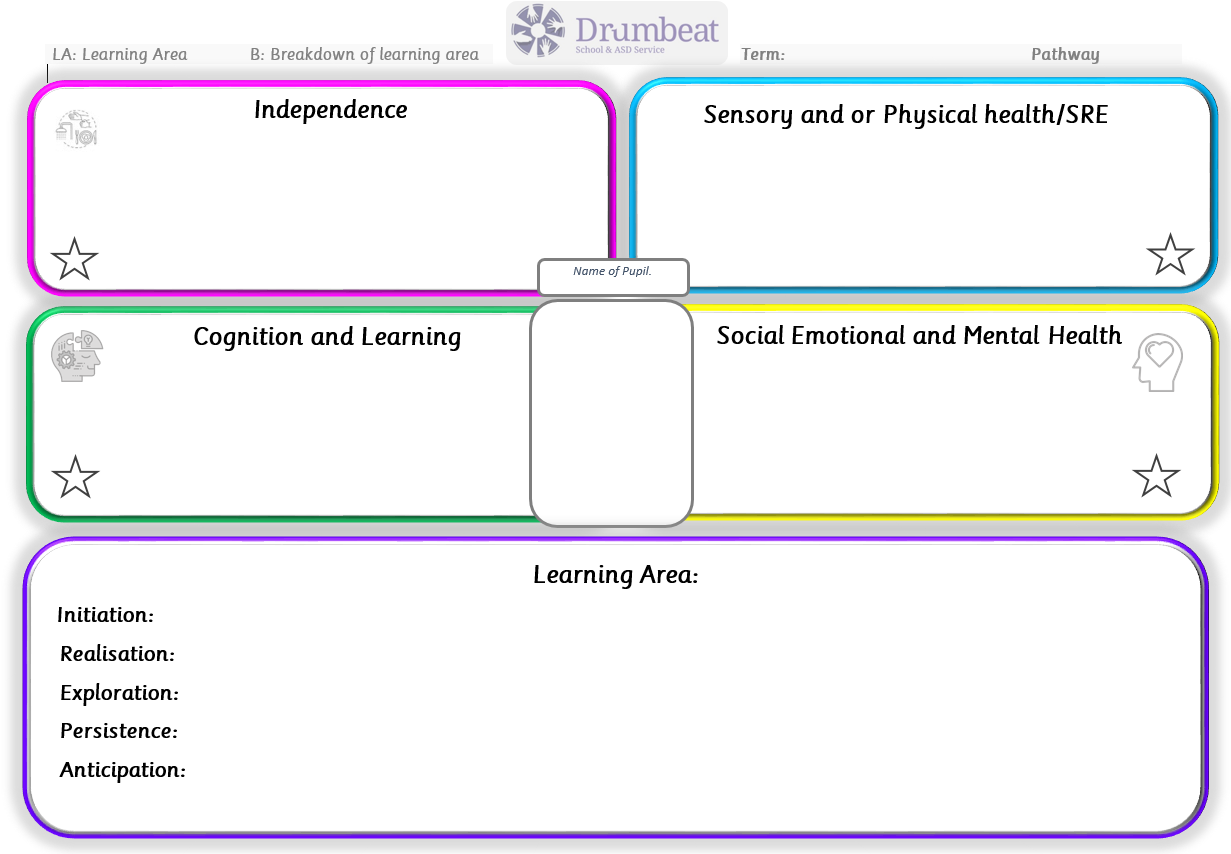 Drumbeat
School & ASD Service
LA: Learning Area
B: Breakdown of learning area
Term:
Pathway
Independence
Sensory and or Physical health/SRE
Name of Pupil.
Cognition and Learning
Social Emotional and Mental Health
Learning Area:
Initiation:
Realisation:
Exploration:
Persistence:
Anticipation: